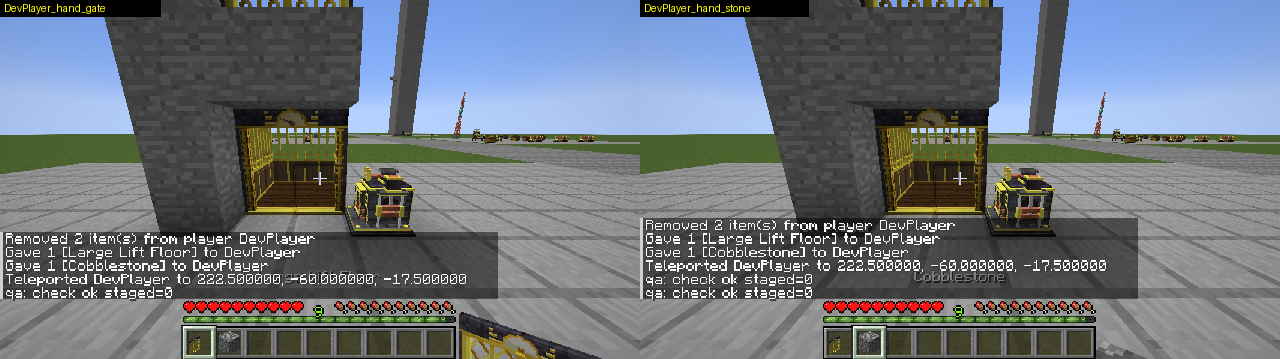 DevPlayer_hand_gate
Removed 2 item(s) from player DevPlayer
Gave 1 [Large Lift Floor] to DevPlayer
Gave 1 [Cobblestone] to DevPlayer
Teleported DevPlayer to 222.500000, -60.000000, -17.500000
qa: check ok staged=0
9
DevPlayer_hand_stone
Removed 2 item(s) from player DevPlayer
Gave 1 [Large Lift Floor] to DevPlayer
Gave 1 [Cobblestone] to DevPlayer
Teleported DevPlayer to 222.500000, -60.000000, -17.500000
qa: check ok staged=0
Cobblestone
qa: check ok staged=0
9